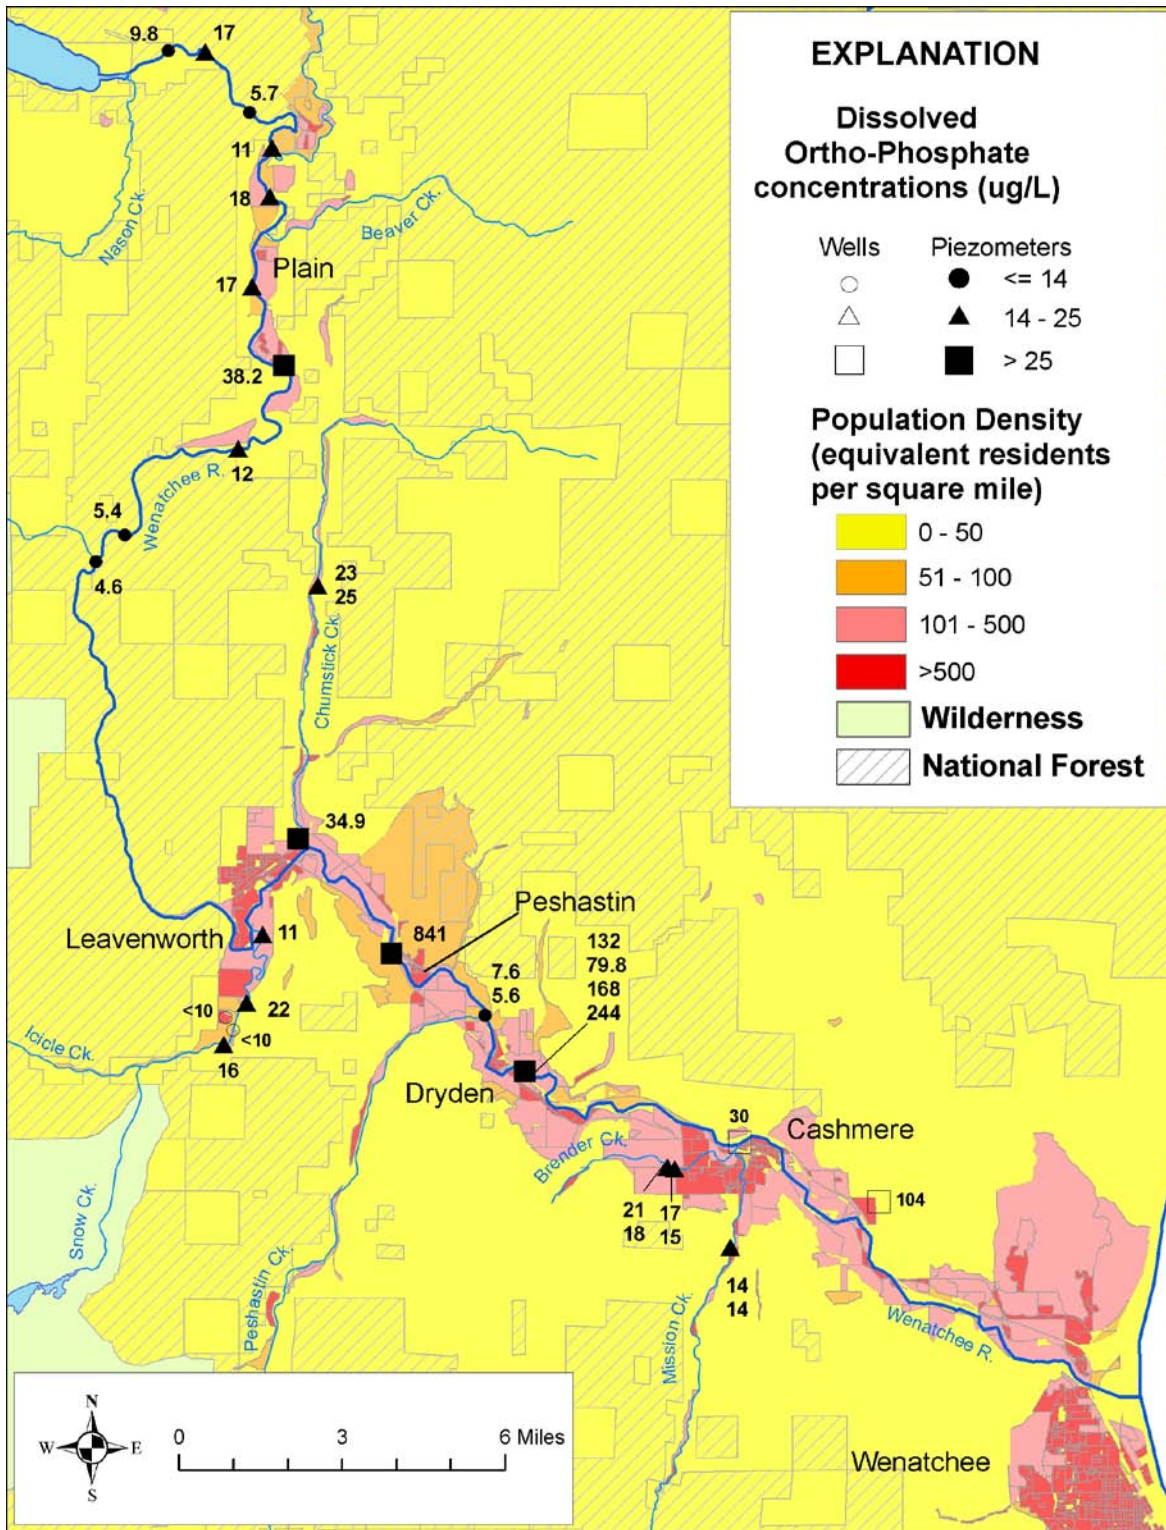 9.8
17
5.7
11
18
Nason Ck.
Beaver Ck.
Plain
17
38.2
12
Wenatchee R.
5.4
4.6
23
25
Chumstick Ck.
34.9
Leavenworth
11
841
Peshastin
7.6
5.6
132
79.8
168
244
<10
22
<10
Icicle Ck.
16
Dryden
30
Cashmere
Brender Ck.
104
21
18
17
15
Snow Ck.
Peshastin Ck.
14
14
Mission Ck.
Wenatchee R.
Wenatchee
EXPLANATION
Dissolved
Ortho-Phosphate
concentrations (ug/L)
Wells Piezometers
<= 14
14 - 25
> 25
Population Density
(equivalent residents
per square mile)
0 - 50
51 - 100
101 - 500
>500
Wilderness
National Forest
N
W E
S
0 3 6 Miles